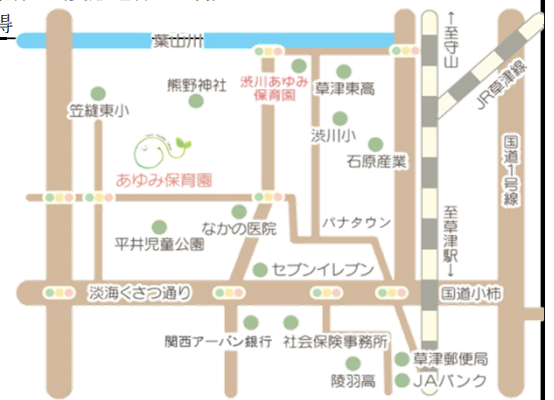 得
葉山川
←至守山
JR草津線
熊野神社
渋川あゆみ
保育園
草津東高
笠縫東小
渋川小
石原産業
国道1号線
あゆみ保育園
なかの医院
パナタウン
至草津駅→
平井児童公園
セブンイレブン
淡海くさつ通り
国道小柿
関西アーバン銀行
社会保険事務所
草津郵便局
陵羽高
JAバンク